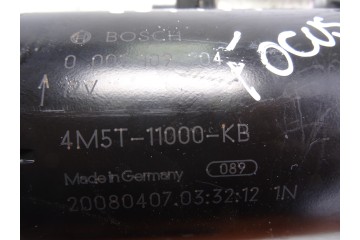 BOSCH
FOCUS
V
4M5T-11000-KB
Made in Germany 089
20080407.03:32:12 1N